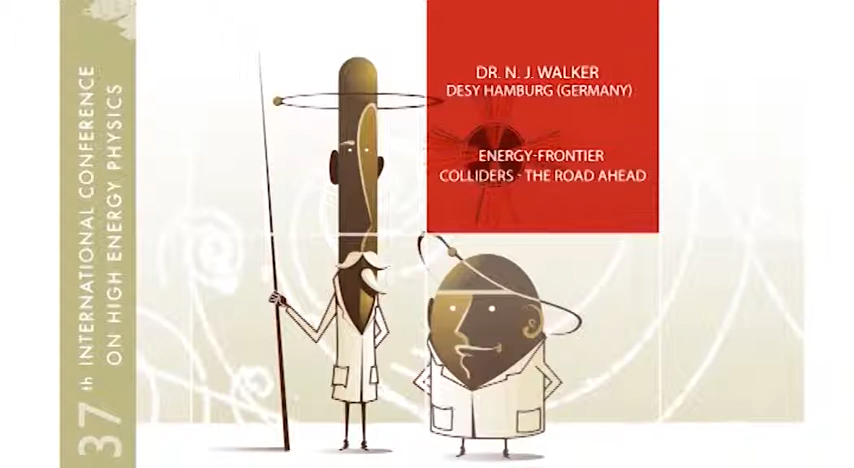 37th INTERNATIONAL CONFERENCE
ON HIGH ENERGY PHYSICS
DR. N. J. WALKER
DESY HAMBURG (GERMANY)
ENERGY-FRONTIER
COLLIDERS - THE ROAD AHEAD